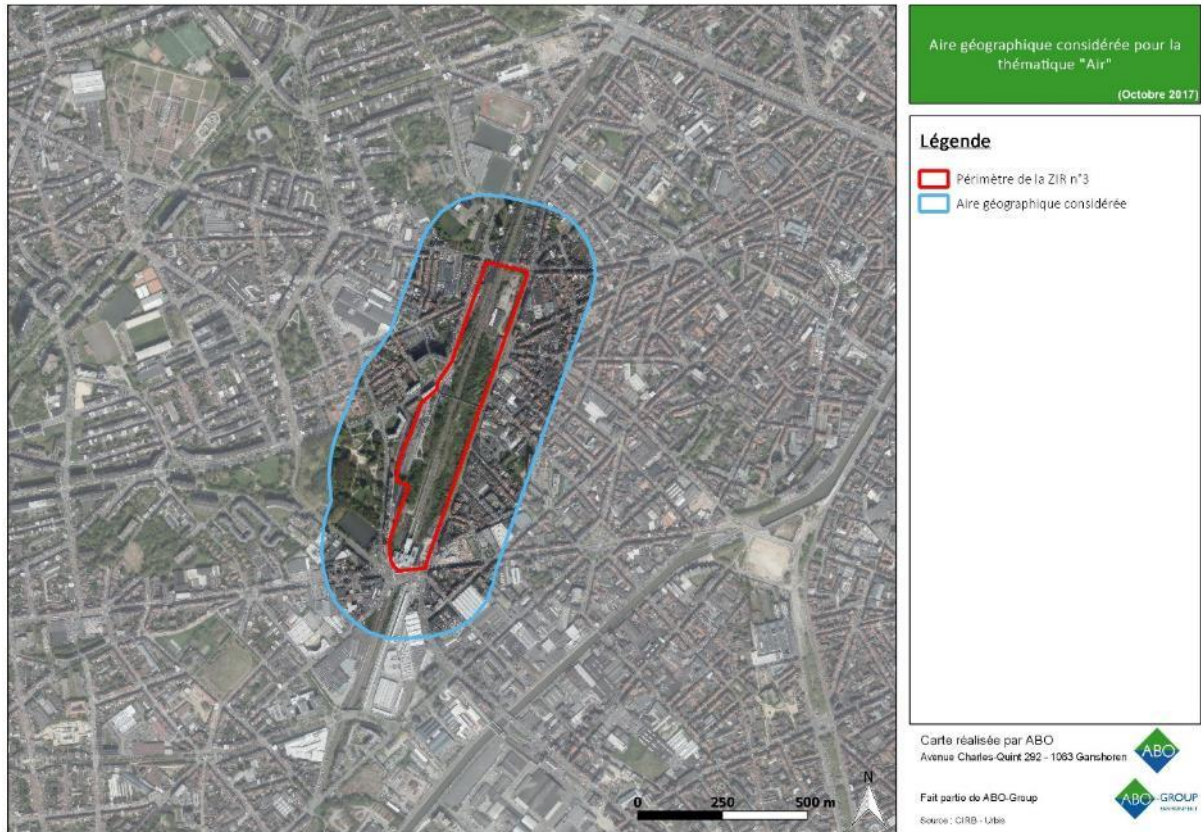 Aire géographique considérée pour la
thématique "Air"
(Octobre 2017)
Légende
Périmètre de la ZIR n°3
Aire géographique considérée
N
0 250 500 m
Carte réalisée par ABO
Avenue Charles-Quint 292 - 1083 Ganshoren
ABO
Fait partie de ABO-Group
ABO-GROUP
Source : CIRB - Urbis